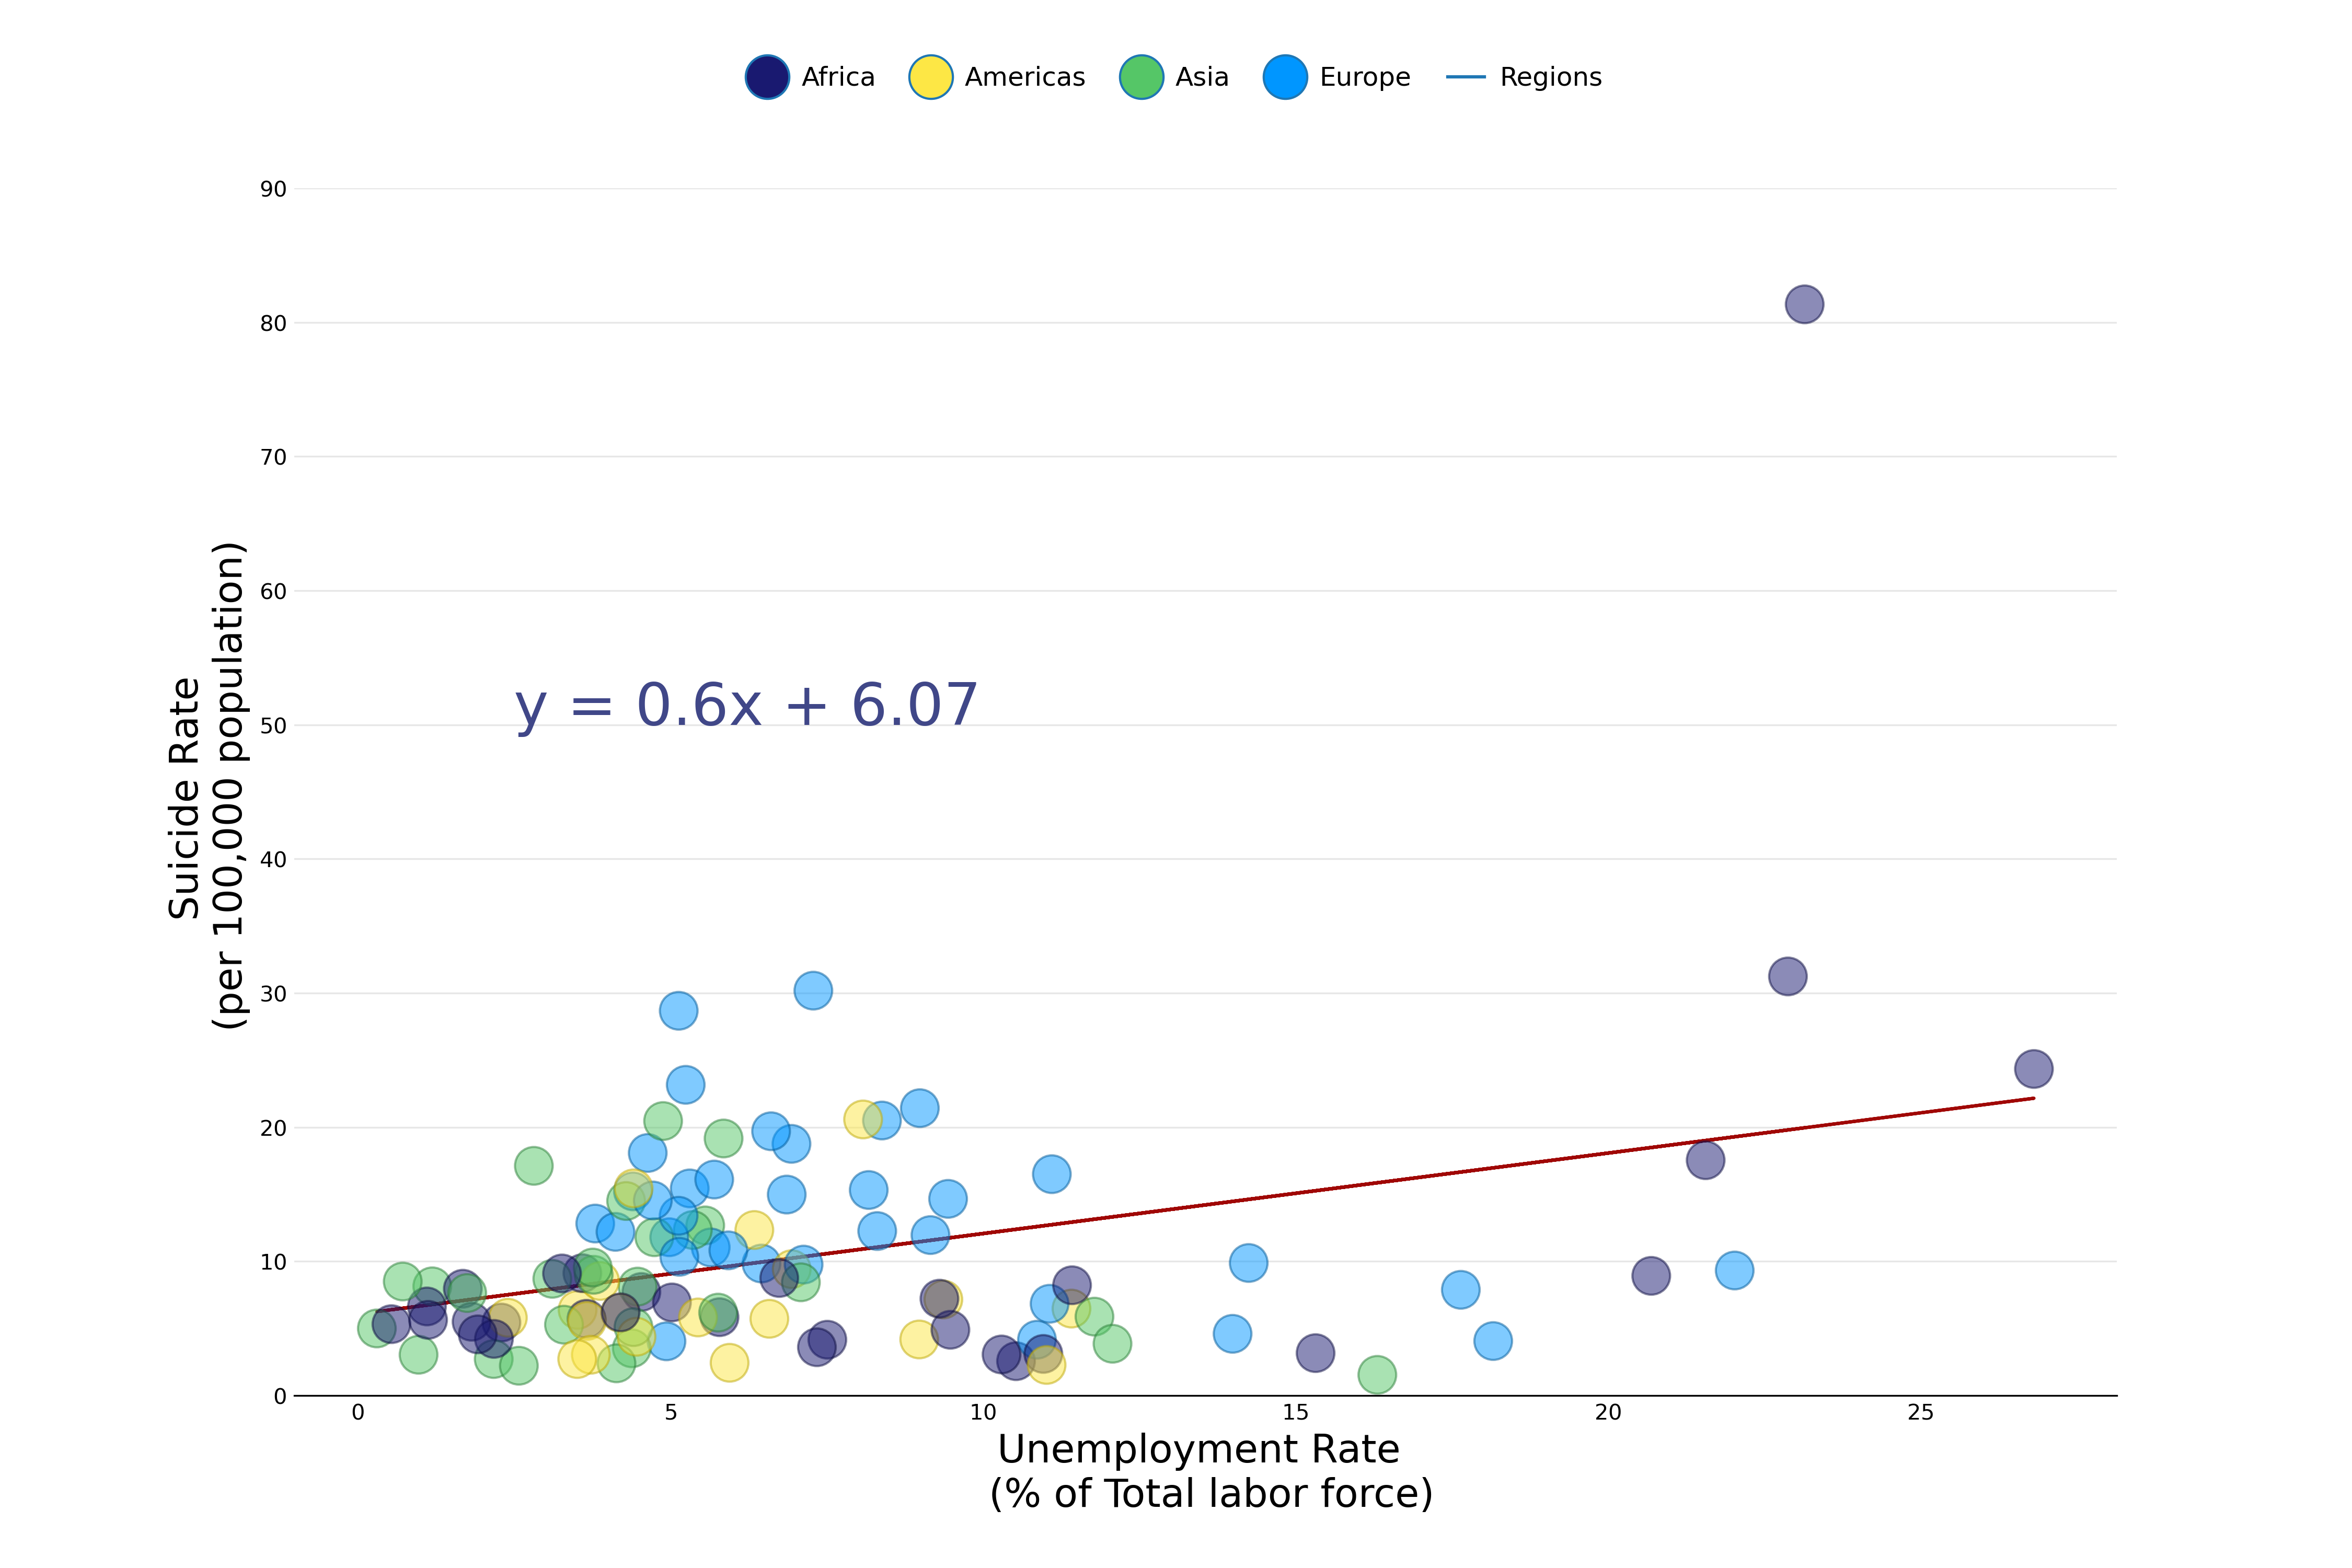 Africa Americas Asia Europe Regions
90
80
70
60
50
40
30
20
10
0
Suicide Rate
(per 100,000 population)
y = 0.6x + 6.07
0 5 10 15 20 25
Unemployment Rate
(% of Total labor force)